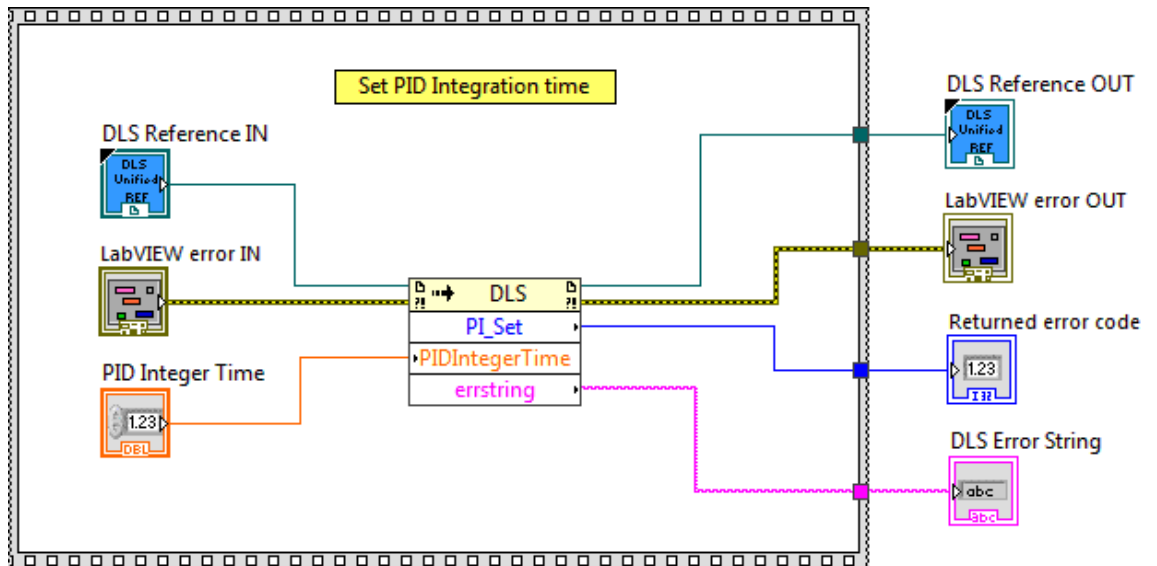 Set PID Integration time
DLS Reference IN
DLS
Unified
REF
LabVIEW error IN
?!
DLS
?!
PI_Set
PIDIntegerTime
errstring
PID Integer Time
1.23
DBL
DLS Reference OUT
DLS
Unified
REF
LabVIEW error OUT
Returned error code
1.23
I32
DLS Error String
abc
abc